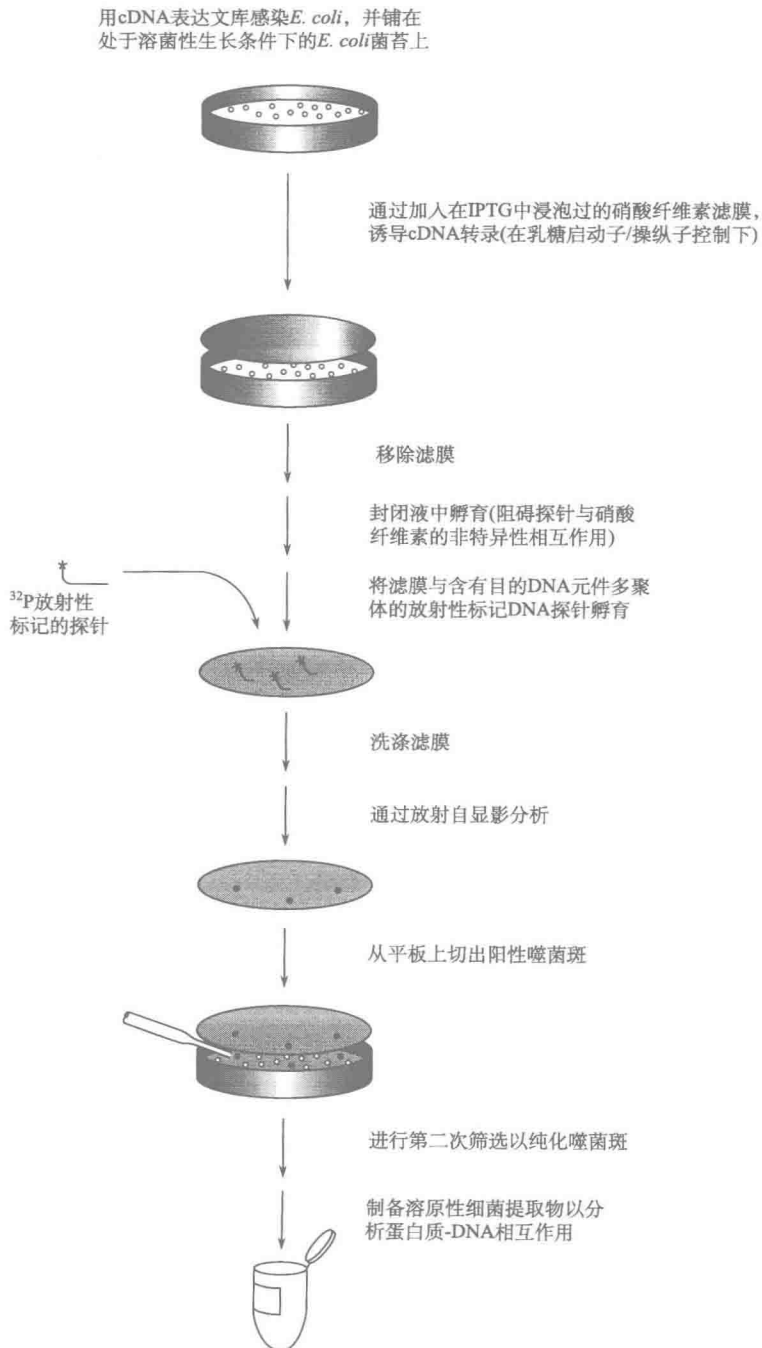 用cDNA表达文库感染E. coli，并铺在
处于溶菌性生长条件下的E. coli菌苔上
通过加入在IPTG中浸泡过的硝酸纤维素滤膜，
诱导cDNA转录(在乳糖启动子/操纵子控制下)
移除滤膜
封闭液中孵育(阻碍探针与硝酸
纤维素的非特异性相互作用)
将滤膜与含有目的DNA元件多聚
体的放射性标记DNA探针孵育
32P放射性
标记的探针
洗涤滤膜
通过放射自显影分析
从平板上切出阳性噬菌斑
进行第二次筛选以纯化噬菌斑
制备溶原性细菌提取物以分
析蛋白质-DNA相互作用